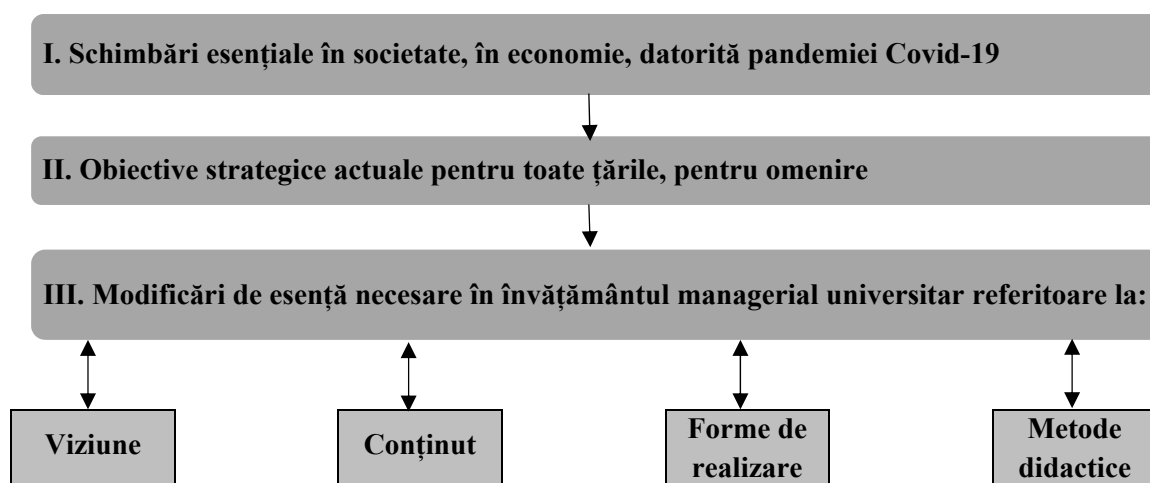 I. Schimbări esențiale în societate, în economie, datorită pandemiei Covid-19
II. Obiective strategice actuale pentru toate țările, pentru omenire
III. Modificări de esență necesare în învățământul managerial universitar referitoare la:
Viziune
Conținut
Forme de
realizare
Metode
didactice